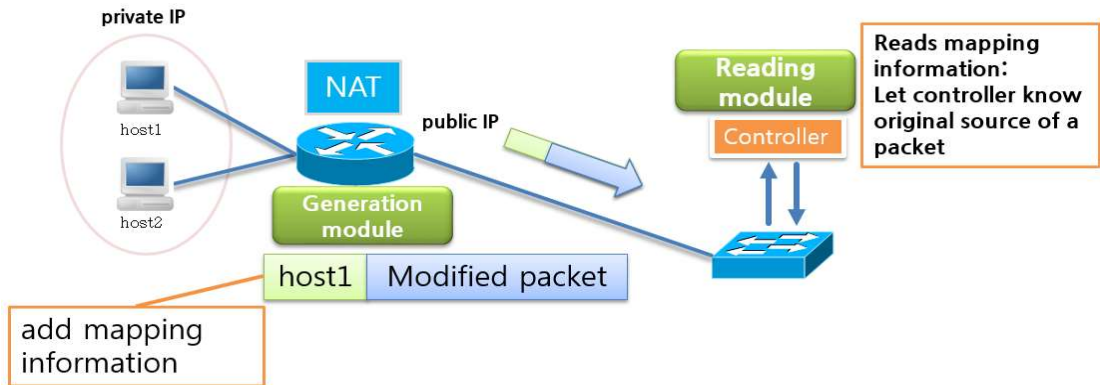 private IP
host1
host2
NAT
Generation
module
public IP
host1 Modified packet
add mapping
information
Reading
module
Controller
Reads mapping
information:
Let controller know
original source of a
packet